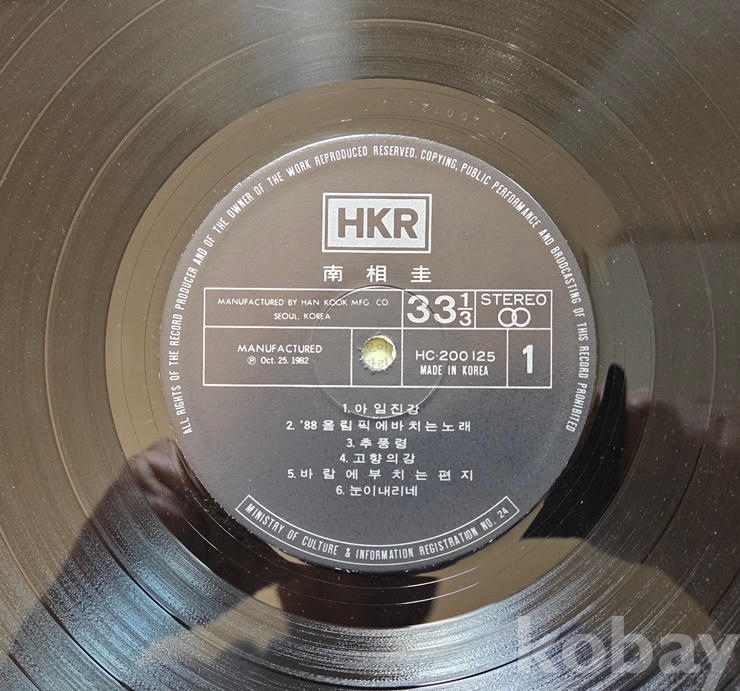 ALL RIGHTS OF THE RECORD PRODUCER AND OF THE OWNER OF THE WORK REPRODUCED RESERVED. COPYING, PUBLIC PERFORMANCE AND BRODCASTING OF THIS RECORD PROHIBITED
HKR
南相圭
MANUFACTURED BY HAN KOOK MFG. CO
SEOUL, KOREA
33 1/3
STEREO
MANUFACTURED
Ⓟ Oct. 25. 1982
HC-200125
MADE IN KOREA
1
1. 아 임진강
2. '88 올림픽에바치는노래
3. 추풍령
4. 고향의강
5. 바람에부치는편지
6. 눈이내리네
MINISTRY OF CULTURE & INFORMATION REGISTRATION NO. 24
kobay